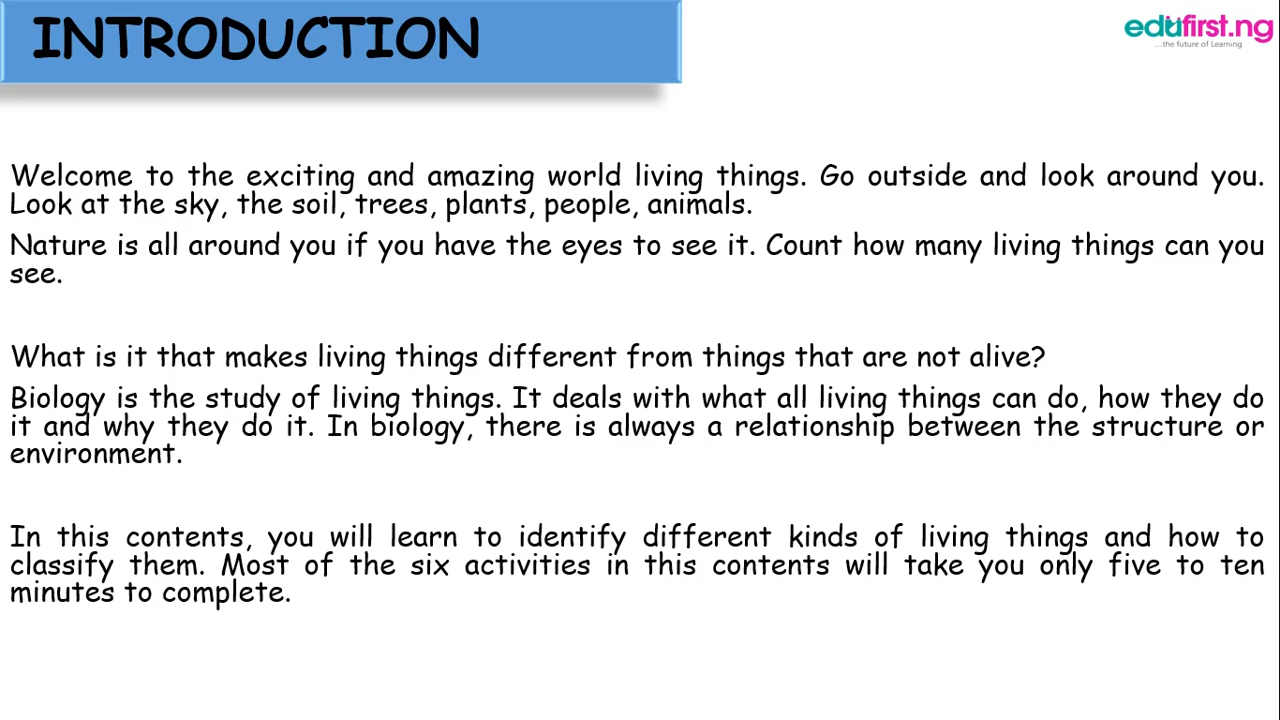 INTRODUCTION
edufirst.ng
...the future of Learning
Welcome to the exciting and amazing world living things. Go outside and look around you.
Look at the sky, the soil, trees, plants, people, animals.
Nature is all around you if you have the eyes to see it. Count how many living things can you
see.
What is it that makes living things different from things that are not alive?
Biology is the study of living things. It deals with what all living things can do, how they do
it and why they do it. In biology, there is always a relationship between the structure or
environment.
In this contents, you will learn to identify different kinds of living things and how to
classify them. Most of the six activities in this contents will take you only five to ten
minutes to complete.